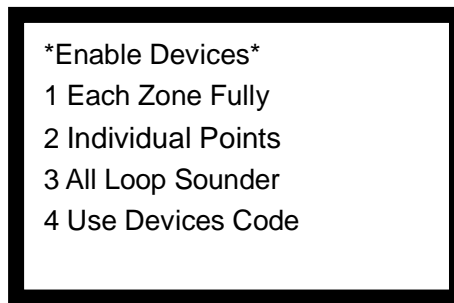 *Enable Devices*
1 Each Zone Fully
2 Individual Points
3 All Loop Sounder
4 Use Devices Code